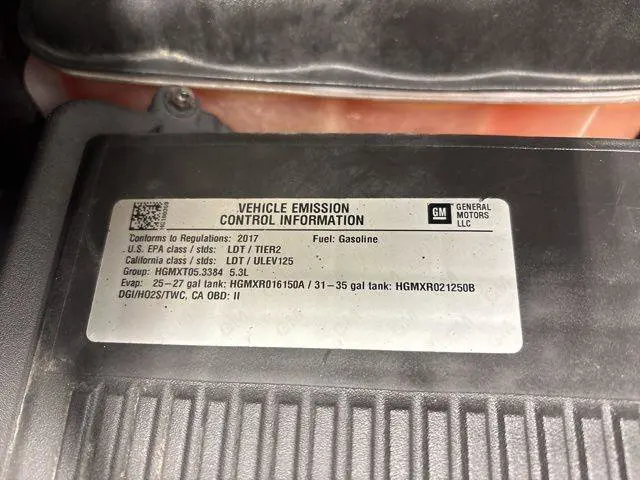 VEHICLE EMISSION
CONTROL INFORMATION
GM GENERAL
MOTORS
LLC
Conforms to Regulations: 2017 Fuel: Gasoline
U.S. EPA class / stds: LDT / TIER2
California class / stds: LDT / ULEV125
Group: HGMXT05.3384 5.3L
Evap: 25-27 gal tank: HGMXR016150A / 31-35 gal tank: HGMXR021250B
DGI/HO2S/TWC, CA OBD: II